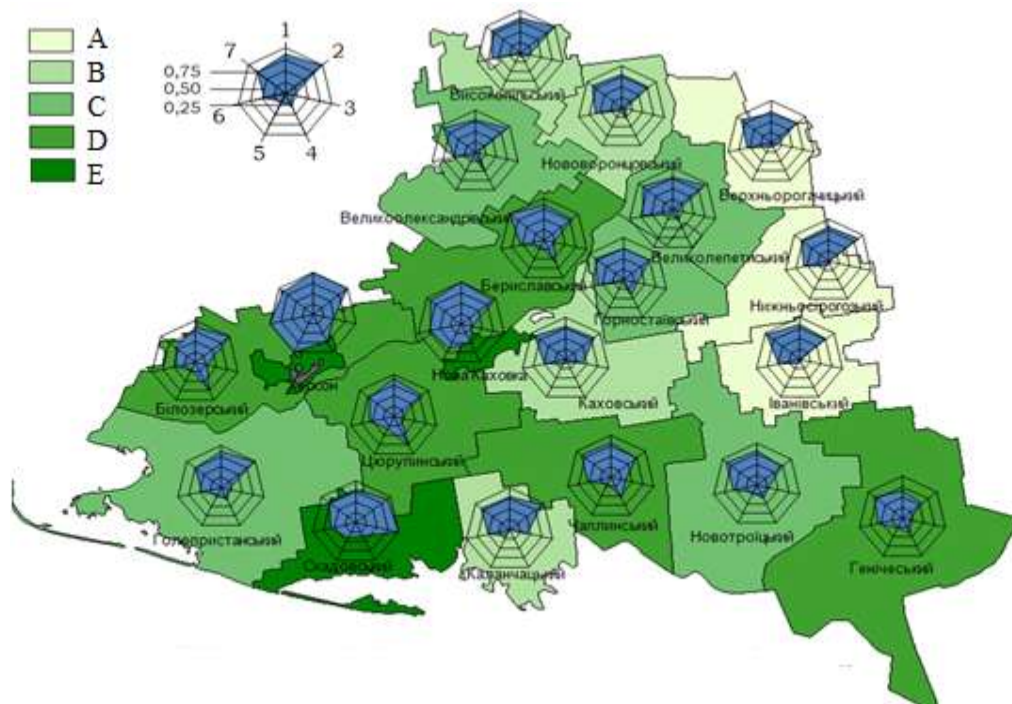 A
B
C
D
E
1
2
3
4
5
6
7
0,75
0,50
0,25
Високопільський
Нововоронцовський
Верхньорогачицький
Великоолександрівський
Великолепетиський
Бериславський
Горностаївський
Нижньосірогозький
Білозерський
Херсон
Нова Каховка
Каховський
Іванівський
Цюрупинський
Чаплинський
Голопристанський
Скадовський
Каланчацький
Новотроїцький
Генічеський